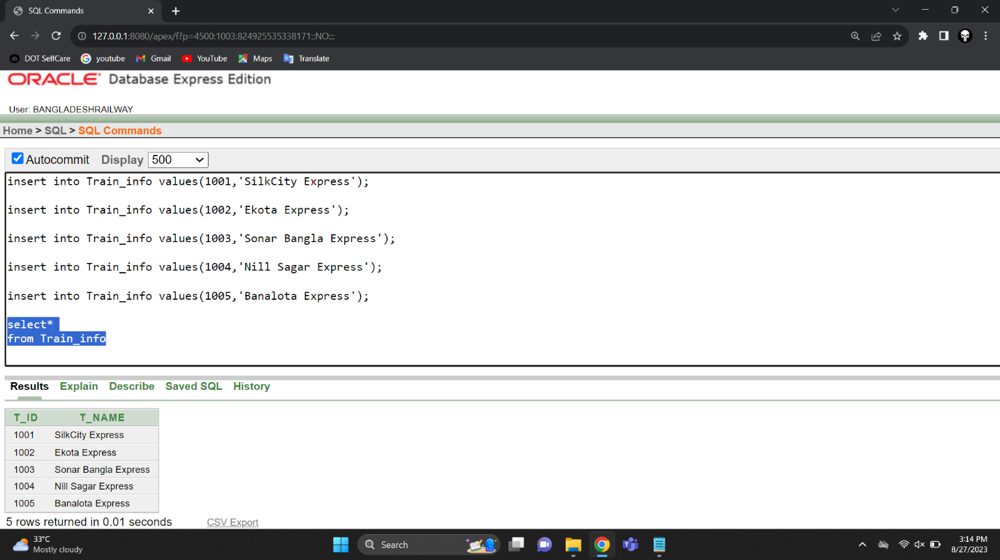 SQL Commands
127.0.0.1:8080/apex/f?p=4500:1003:824925535338171::NO:::
DOT SelfCare youtube Gmail YouTube Maps Translate
ORACLE Database Express Edition
User: BANGLADESHRAILWAY
Home > SQL > SQL Commands
Autocommit Display 500
insert into Train_info values(1001,'SilkCity Express');
insert into Train_info values(1002,'Ekota Express');
insert into Train_info values(1003,'Sonar Bangla Express');
insert into Train_info values(1004,'Nill Sagar Express');
insert into Train_info values(1005,'Banalota Express');
select*
from Train_info
Results Explain Describe Saved SQL History
T_ID T_NAME
1001 SilkCity Express
1002 Ekota Express
1003 Sonar Bangla Express
1004 Nill Sagar Express
1005 Banalota Express
5 rows returned in 0.01 seconds CSV Export
33°C
Mostly cloudy
Search
3:14 PM
8/27/2023